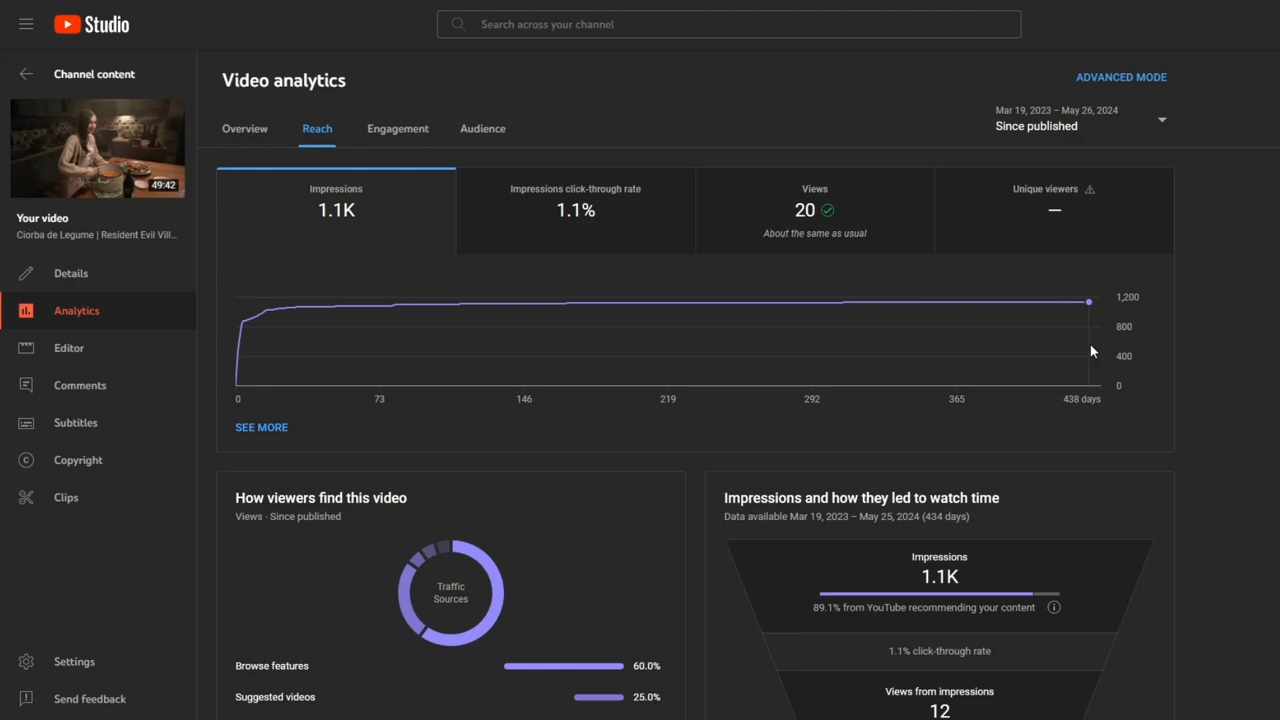 Studio
Search across your channel
Channel content
Video analytics
ADVANCED MODE
Mar 19, 2023 – May 26, 2024
Since published
Overview
Reach
Engagement
Audience
49:42
Your video
Ciorba de Legume | Resident Evil Vill...
Details
Analytics
Editor
Comments
Subtitles
Copyright
Clips
Settings
Send feedback
Impressions
1.1K
Impressions click-through rate
1.1%
Views
20
About the same as usual
Unique viewers
—
1,200
800
400
0
0
73
146
219
292
365
438 days
SEE MORE
How viewers find this video
Views · Since published
Traffic
Sources
Browse features
60.0%
Suggested videos
25.0%
Impressions and how they led to watch time
Data available Mar 19, 2023 – May 25, 2024 (434 days)
Impressions
1.1K
89.1% from YouTube recommending your content
1.1% click-through rate
Views from impressions
12